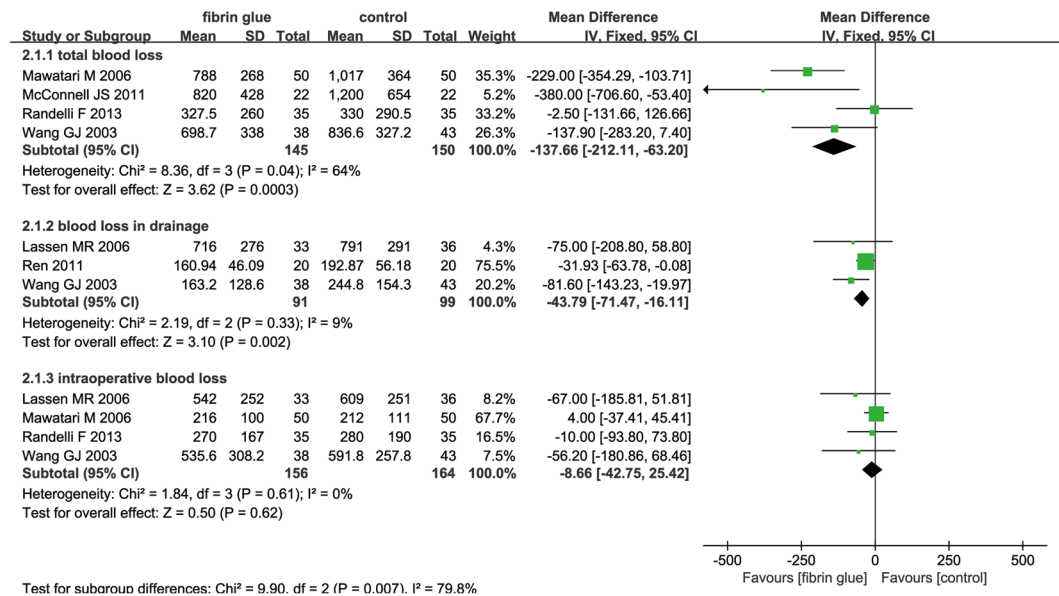 fibrin glue control Mean Difference Mean Difference
Study or Subgroup Mean SD Total Mean SD Total Weight IV, Fixed, 95% CI IV, Fixed, 95% CI
2.1.1 total blood loss
Mawatari M 2006 788 268 50 1,017 364 50 35.3% -229.00 [-354.29, -103.71]
McConnell JS 2011 820 428 22 1,200 654 22 5.2% -380.00 [-706.60, -53.40]
Randelli F 2013 327.5 260 35 330 290.5 35 33.2% -2.50 [-131.66, 126.66]
Wang GJ 2003 698.7 338 38 836.6 327.2 43 26.3% -137.90 [-283.20, 7.40]
Subtotal (95% CI) 145 150 100.0% -137.66 [-212.11, -63.20]
Heterogeneity: Chi² = 8.36, df = 3 (P = 0.04); I² = 64%
Test for overall effect: Z = 3.62 (P = 0.0003)
2.1.2 blood loss in drainage
Lassen MR 2006 716 276 33 791 291 36 4.3% -75.00 [-208.80, 58.80]
Ren 2011 160.94 46.09 20 192.87 56.18 20 75.5% -31.93 [-63.78, -0.08]
Wang GJ 2003 163.2 128.6 38 244.8 154.3 43 20.2% -81.60 [-143.23, -19.97]
Subtotal (95% CI) 91 99 100.0% -43.79 [-71.47, -16.11]
Heterogeneity: Chi² = 2.19, df = 2 (P = 0.33); I² = 9%
Test for overall effect: Z = 3.10 (P = 0.002)
2.1.3 intraoperative blood loss
Lassen MR 2006 542 252 33 609 251 36 8.2% -67.00 [-185.81, 51.81]
Mawatari M 2006 216 100 50 212 111 50 67.7% 4.00 [-37.41, 45.41]
Randelli F 2013 270 167 35 280 190 35 16.5% -10.00 [-93.80, 73.80]
Wang GJ 2003 535.6 308.2 38 591.8 257.8 43 7.5% -56.20 [-180.86, 68.46]
Subtotal (95% CI) 156 164 100.0% -8.66 [-42.75, 25.42]
Heterogeneity: Chi² = 1.84, df = 3 (P = 0.61); I² = 0%
Test for overall effect: Z = 0.50 (P = 0.62)
-500 -250 0 250 500
Favours [fibrin glue] Favours [control]
Test for subgroup differences: Chi² = 9.90, df = 2 (P = 0.007), I² = 79.8%